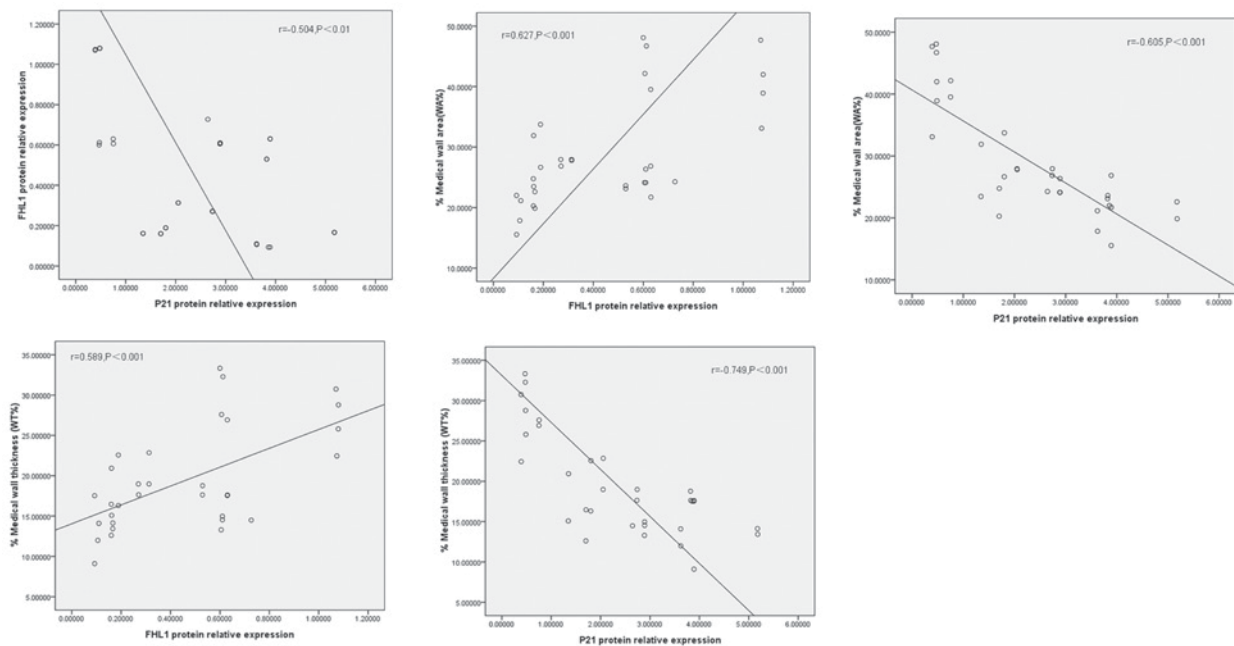 r=-0.504,P<0.01
1.20000
1.00000
0.80000
0.60000
0.40000
0.20000
0.00000
FHL1 protein relative expression
0.00000 1.00000 2.00000 3.00000 4.00000 5.00000 6.00000
P21 protein relative expression
r=0.627,P<0.001
50.00000
40.00000
30.00000
20.00000
10.00000
% Medical wall area(WA%)
0.00000 0.20000 0.40000 0.60000 0.80000 1.00000 1.20000
FHL1 protein relative expression
r=-0.605,P<0.001
50.0000
40.0000
30.0000
20.0000
10.0000
% Medical wall area(WA%)
0.00000 1.00000 2.00000 3.00000 4.00000 5.00000 6.00000
P21 protein relative expression
r=0.589,P<0.001
35.00000
30.00000
25.00000
20.00000
15.00000
10.00000
5.00000
% Medical wall thickness (WT%)
0.00000 0.20000 0.40000 0.60000 0.80000 1.00000 1.20000
FHL1 protein relative expression
r=-0.749,P<0.001
35.00000
30.00000
25.00000
20.00000
15.00000
10.00000
5.00000
% Medical wall thickness (WT%)
0.00000 1.00000 2.00000 3.00000 4.00000 5.00000 6.00000
P21 protein relative expression